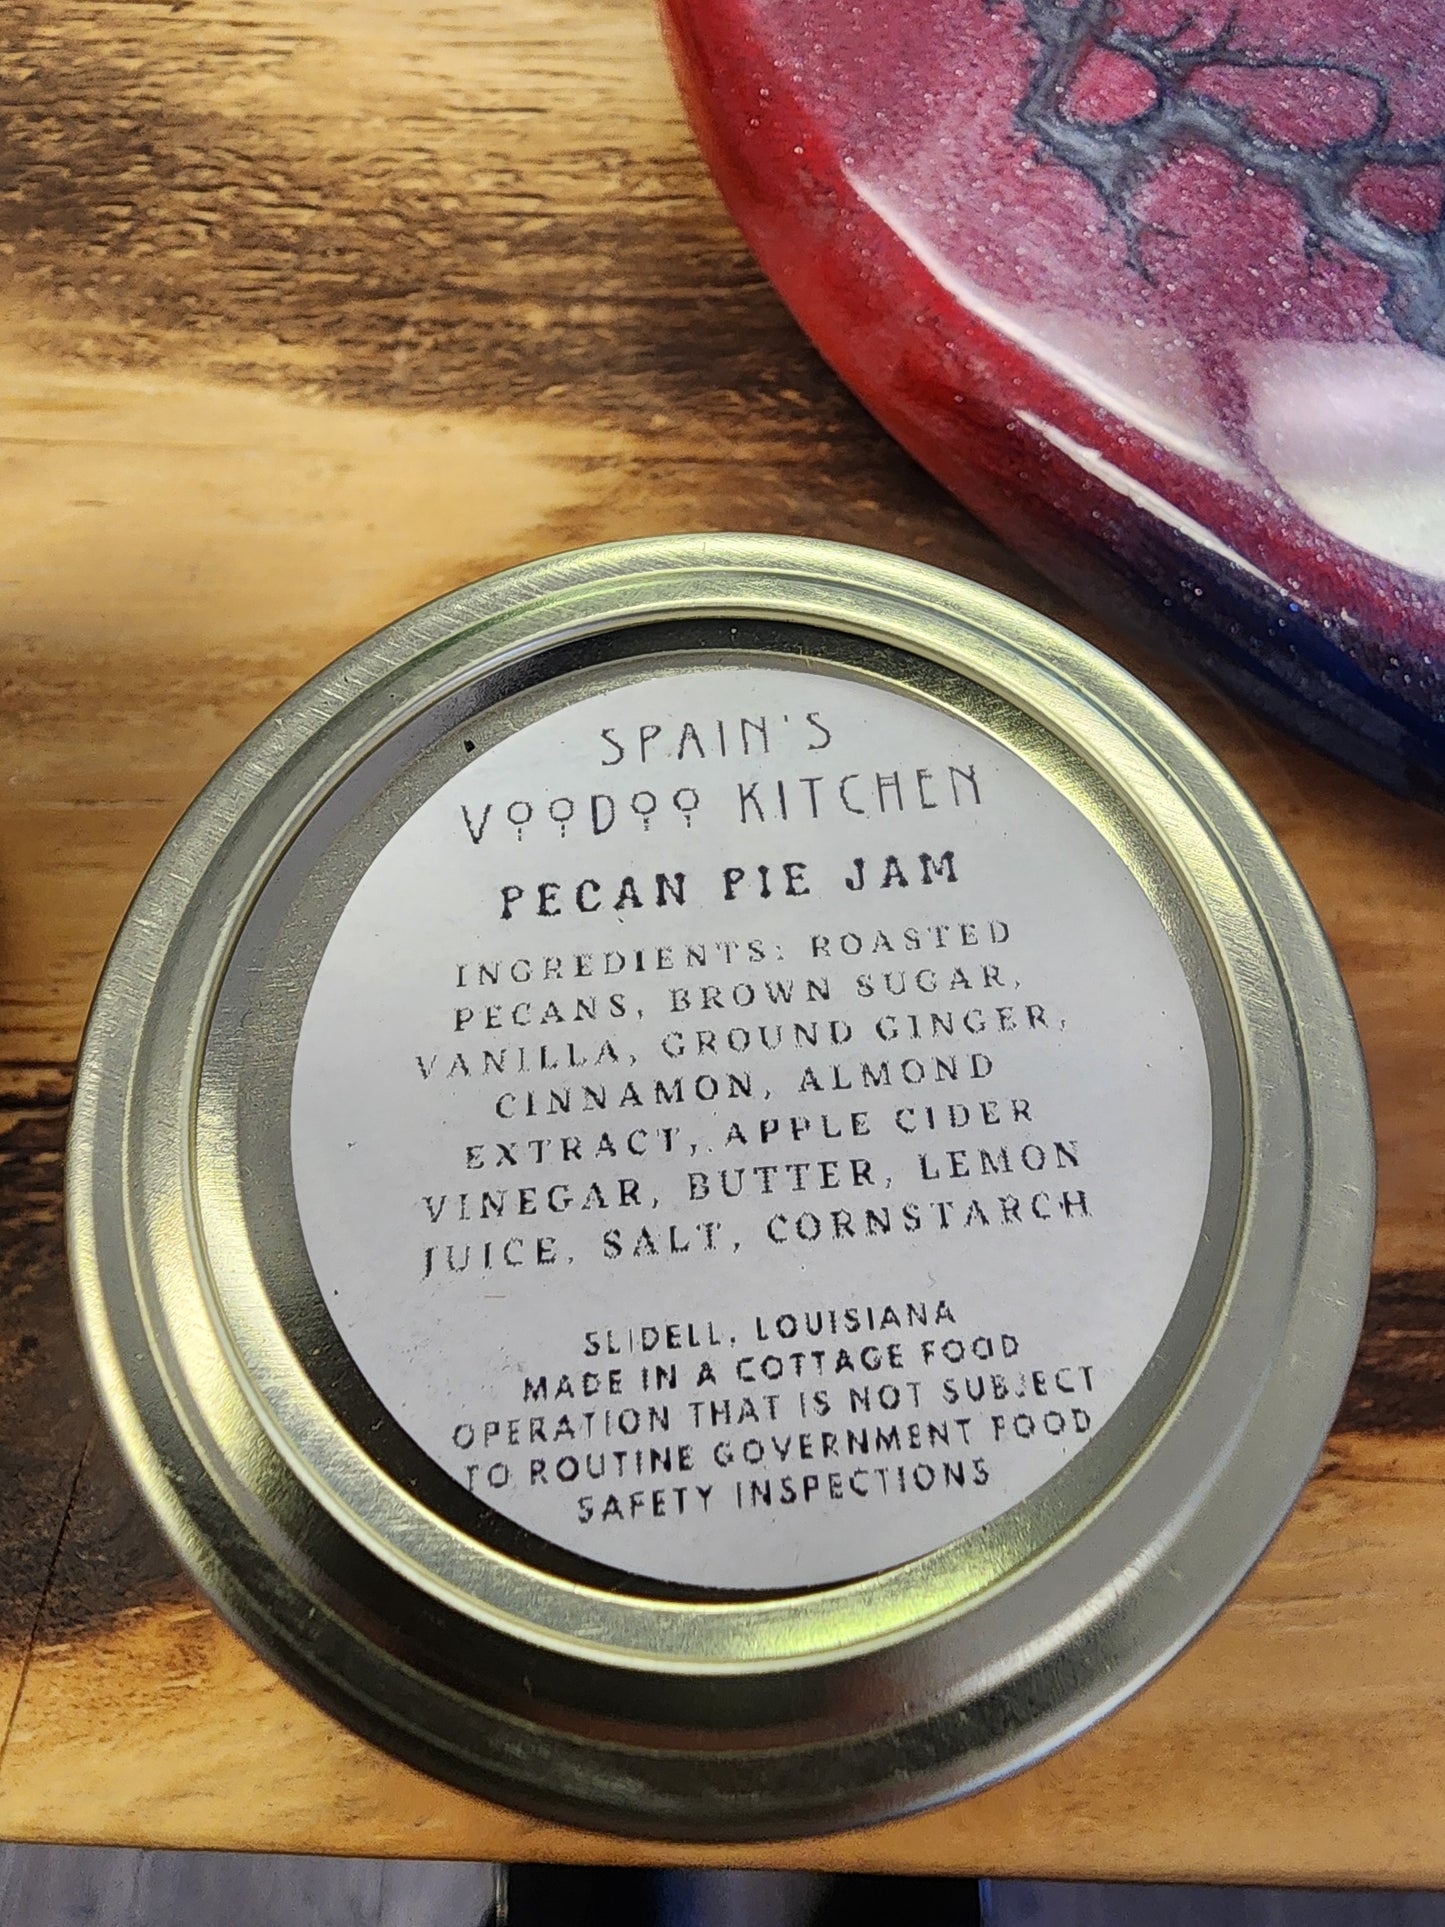 SPAIN'S
VOODOO KITCHEN
PECAN PIE JAM
INGREDIENTS: ROASTED
PECANS, BROWN SUGAR,
VANILLA, GROUND GINGER,
CINNAMON, ALMOND
EXTRACT, APPLE CIDER
VINEGAR, BUTTER, LEMON
JUICE, SALT, CORNSTARCH
SLIDELL, LOUISIANA
MADE IN A COTTAGE FOOD
OPERATION THAT IS NOT SUBJECT
TO ROUTINE GOVERNMENT FOOD
SAFETY INSPECTIONS